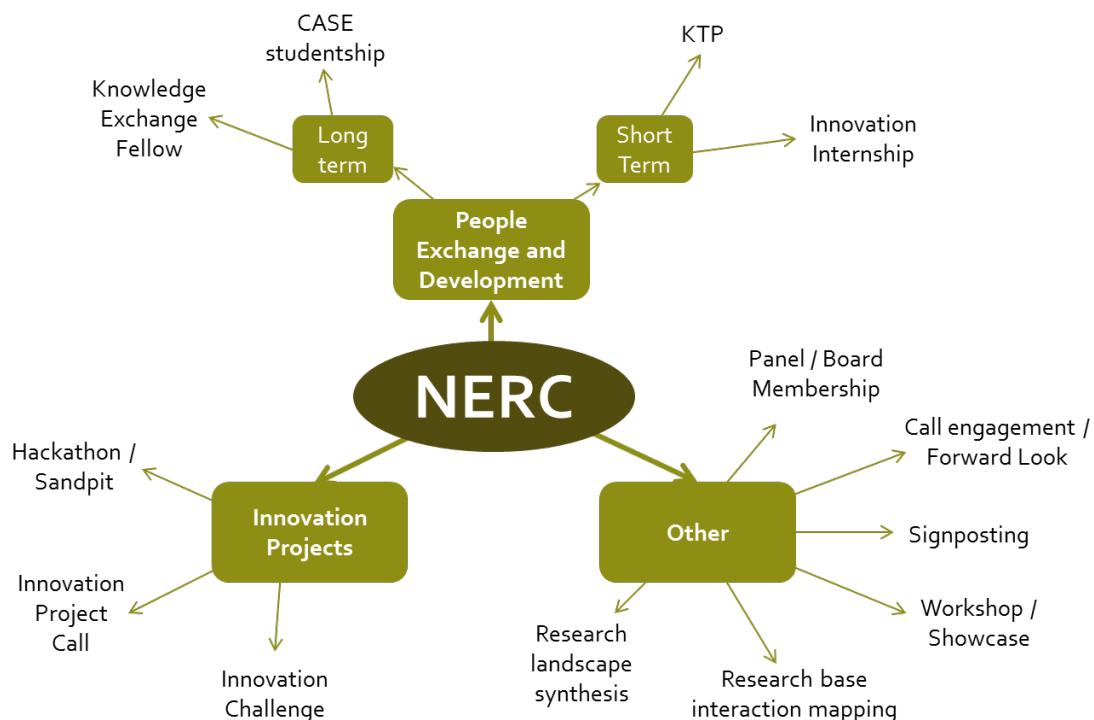 CASE
studentship
KTP
Knowledge
Exchange
Fellow
Long
term
Short
Term
Innovation
Internship
People
Exchange and
Development
NERC
Panel / Board
Membership
Call engagement /
Forward Look
Hackathon /
Sandpit
Innovation
Projects
Other
Signposting
Innovation
Project
Call
Workshop /
Showcase
Research
landscape
synthesis
Innovation
Challenge
Research base
interaction mapping